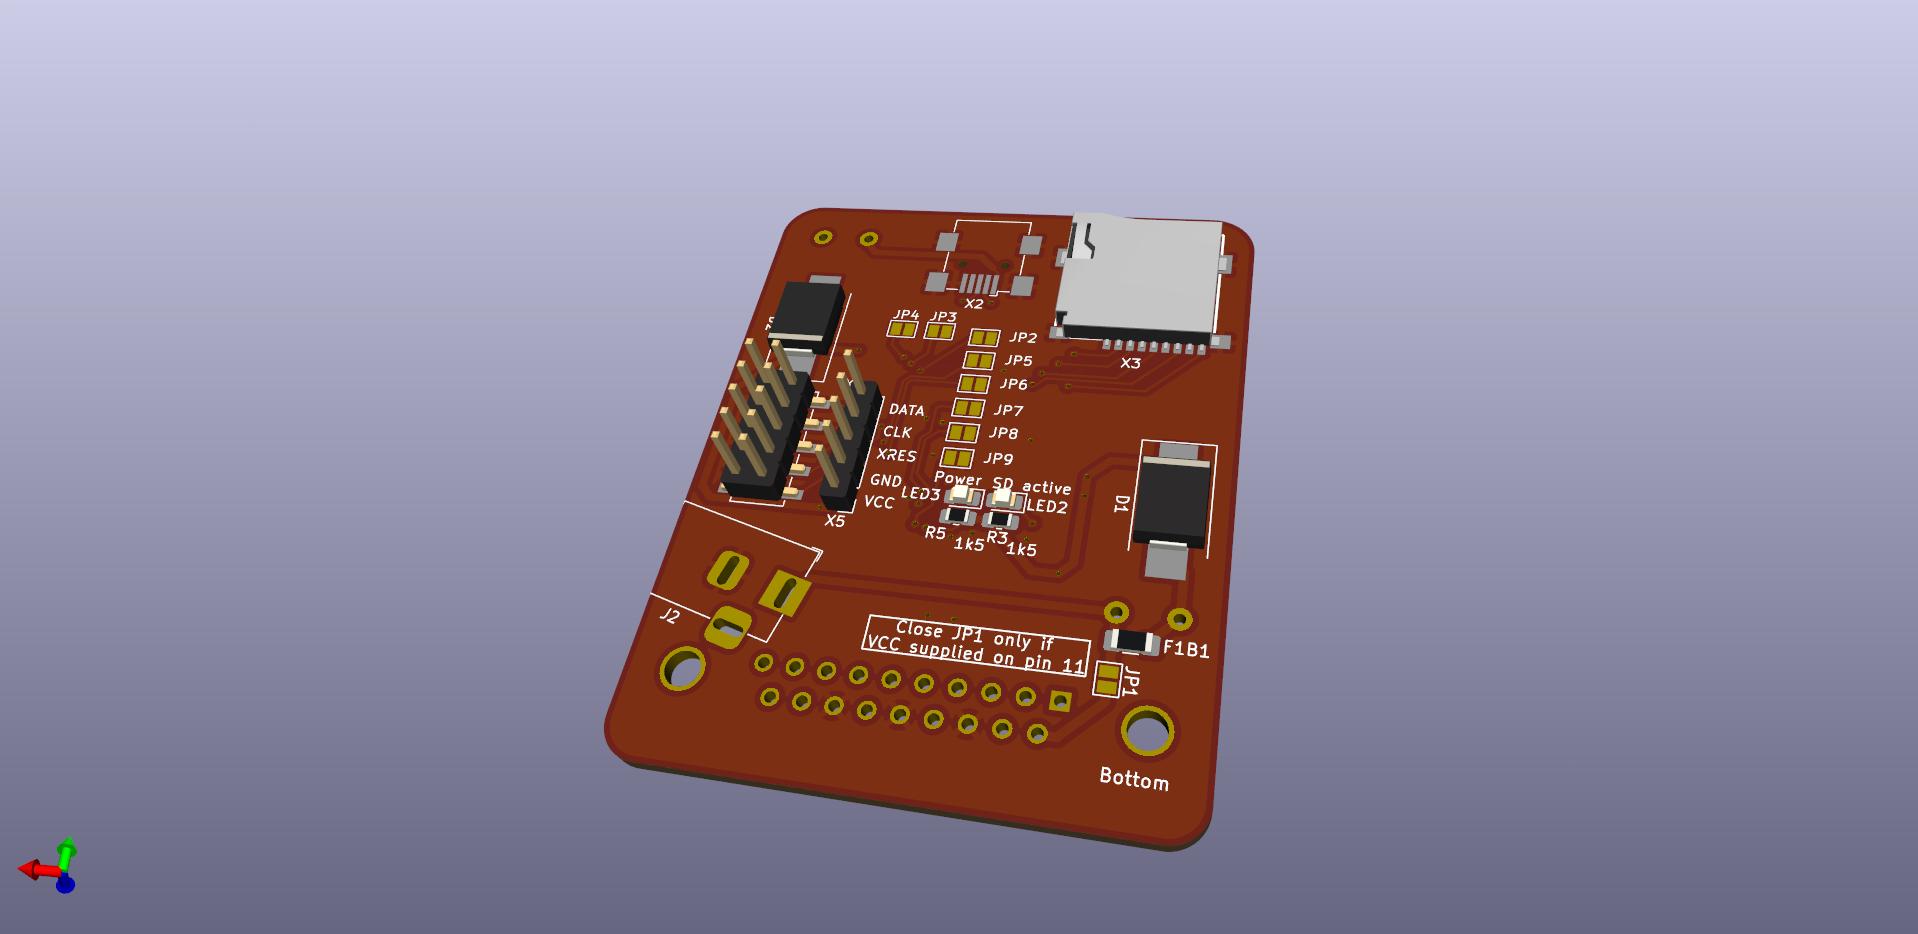 X2
JP4
JP3
JP2
X3
JP5
JP6
JP7
DATA
CLK
JP8
XRES
JP9
GND
Power
SD active
LED3
LED2
VCC
D1
X5
R5
R3
1k5
1k5
J2
Close JP1 only if
VCC supplied on pin 11
F1B1
JP1
Bottom